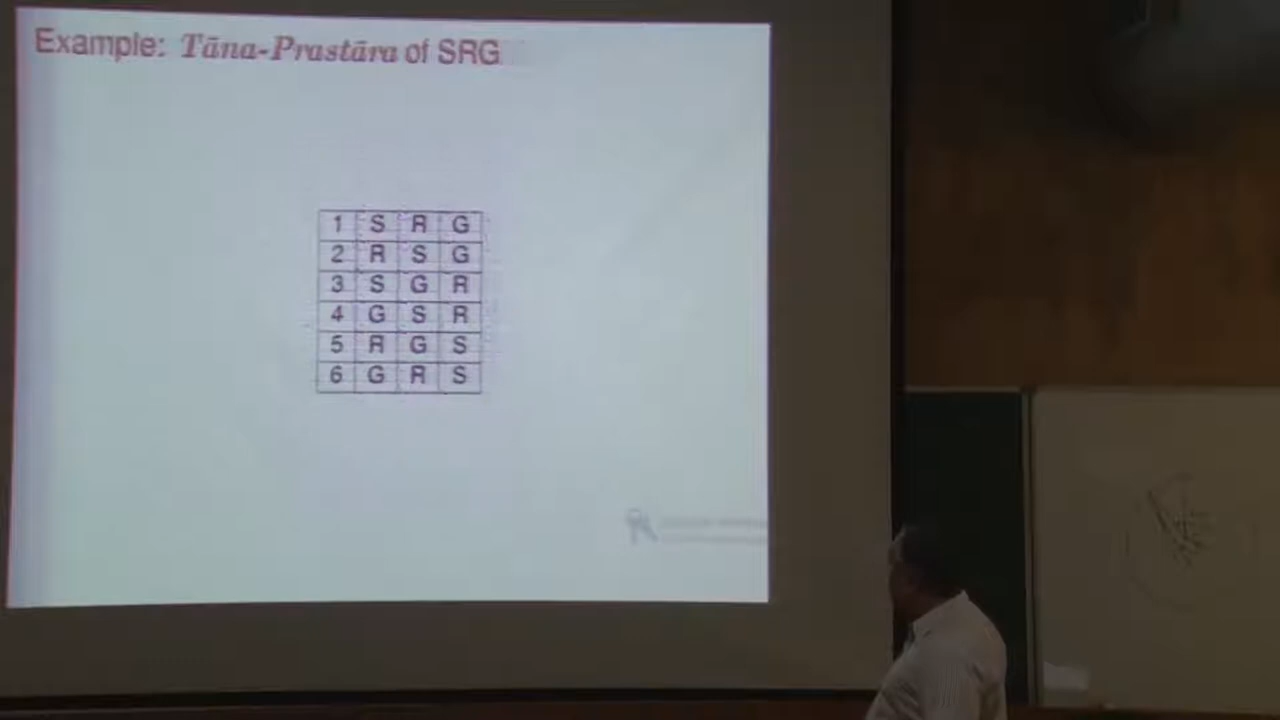 Example: Tāna-Prastāra of SRG
1 S R G
2 R S G
3 S G R
4 G S R
5 R G S
6 G R S